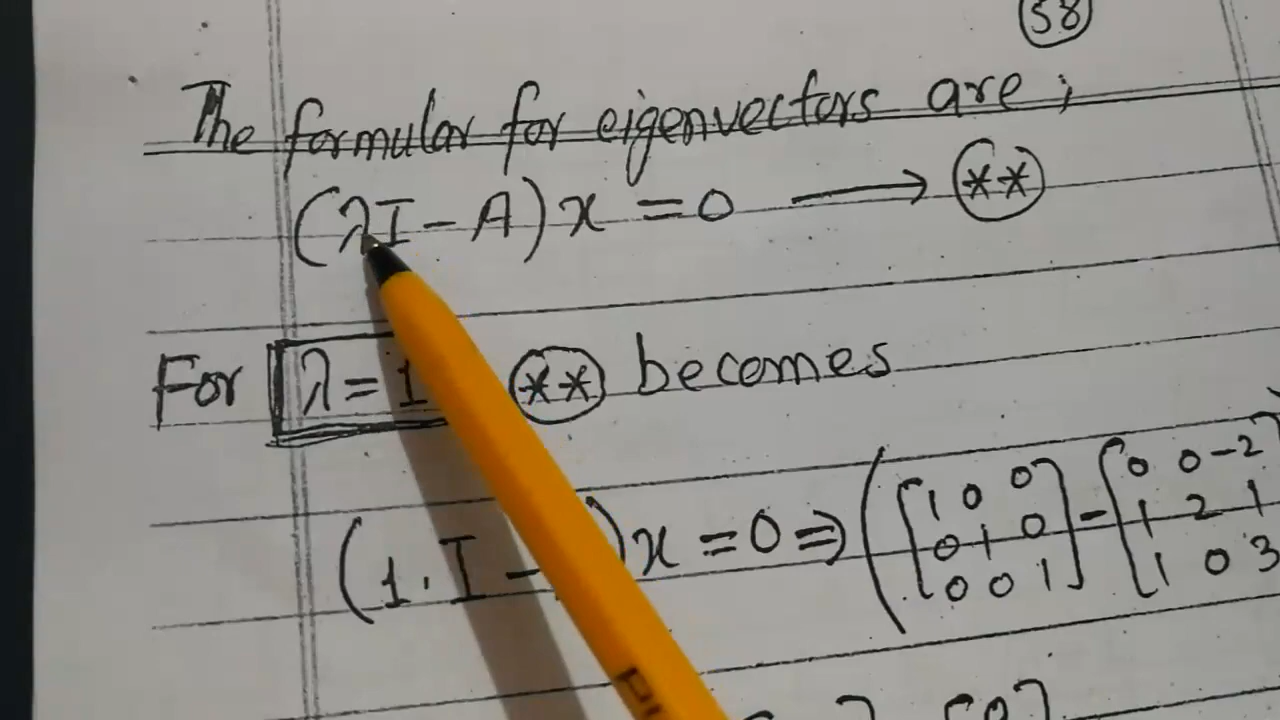 58
The formular for eigenvectors are;
(λI - A)x = 0 ⟶ (**)
For λ = 1 (**) becomes
(1. I - )x = 0 ⇒ ([1 0 0 0 1 0 0 0 1] - [0 0 -2 1 2 1 1 0 3]